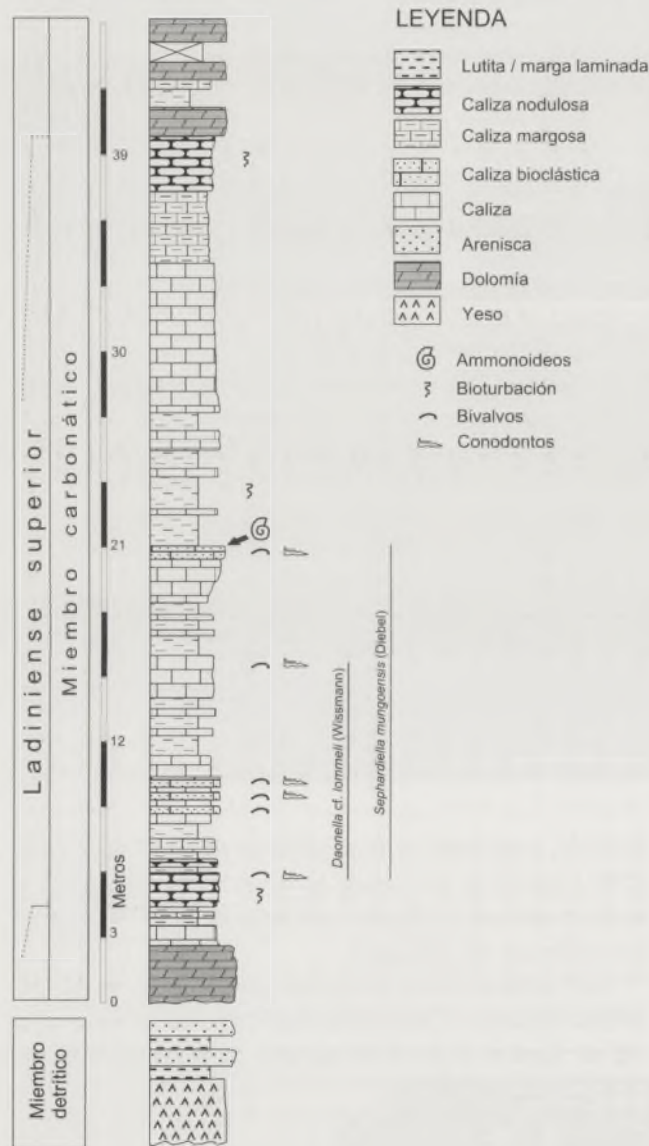 LEYENDA
Lutita / marga laminada
Caliza nodulosa
Caliza margosa
Caliza bioclástica
Caliza
Arenisca
Dolomía
Yeso
Ammonoideos
Bioturbación
Bivalvos
Conodontos
Ladiniense superior
Miembro carbonático
39
30
21
12
Metros
3
0
Daonella cf. lommeli (Wissmann)
Sephardiella mungoensis (Diebel)
Miembro
detrítico